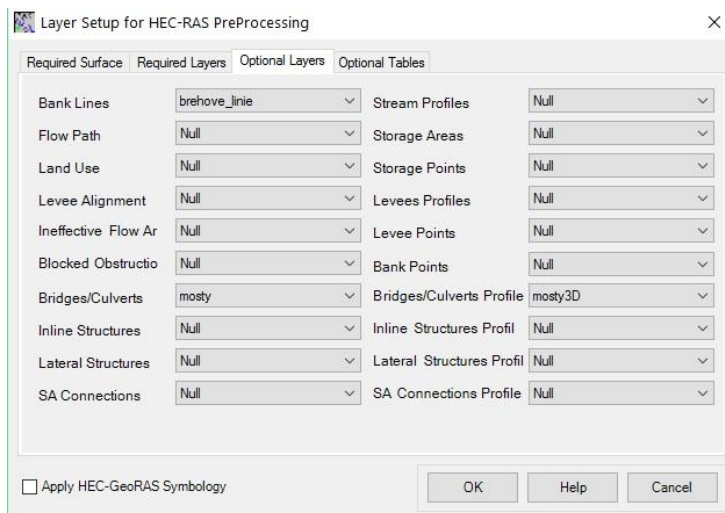 Layer Setup for HEC-RAS PreProcessing
Required Surface Required Layers Optional Layers Optional Tables
Bank Lines brehove_linie Stream Profiles Null
Flow Path Null Storage Areas Null
Land Use Null Storage Points Null
Levee Alignment Null Levees Profiles Null
Ineffective Flow Ar Null Levee Points Null
Blocked Obstructio Null Bank Points Null
Bridges/Culverts mosty Bridges/Culverts Profile mosty3D
Inline Structures Null Inline Structures Profil Null
Lateral Structures Null Lateral Structures Profil Null
SA Connections Null SA Connections Profile Null
Apply HEC-GeoRAS Symbology OK Help Cancel